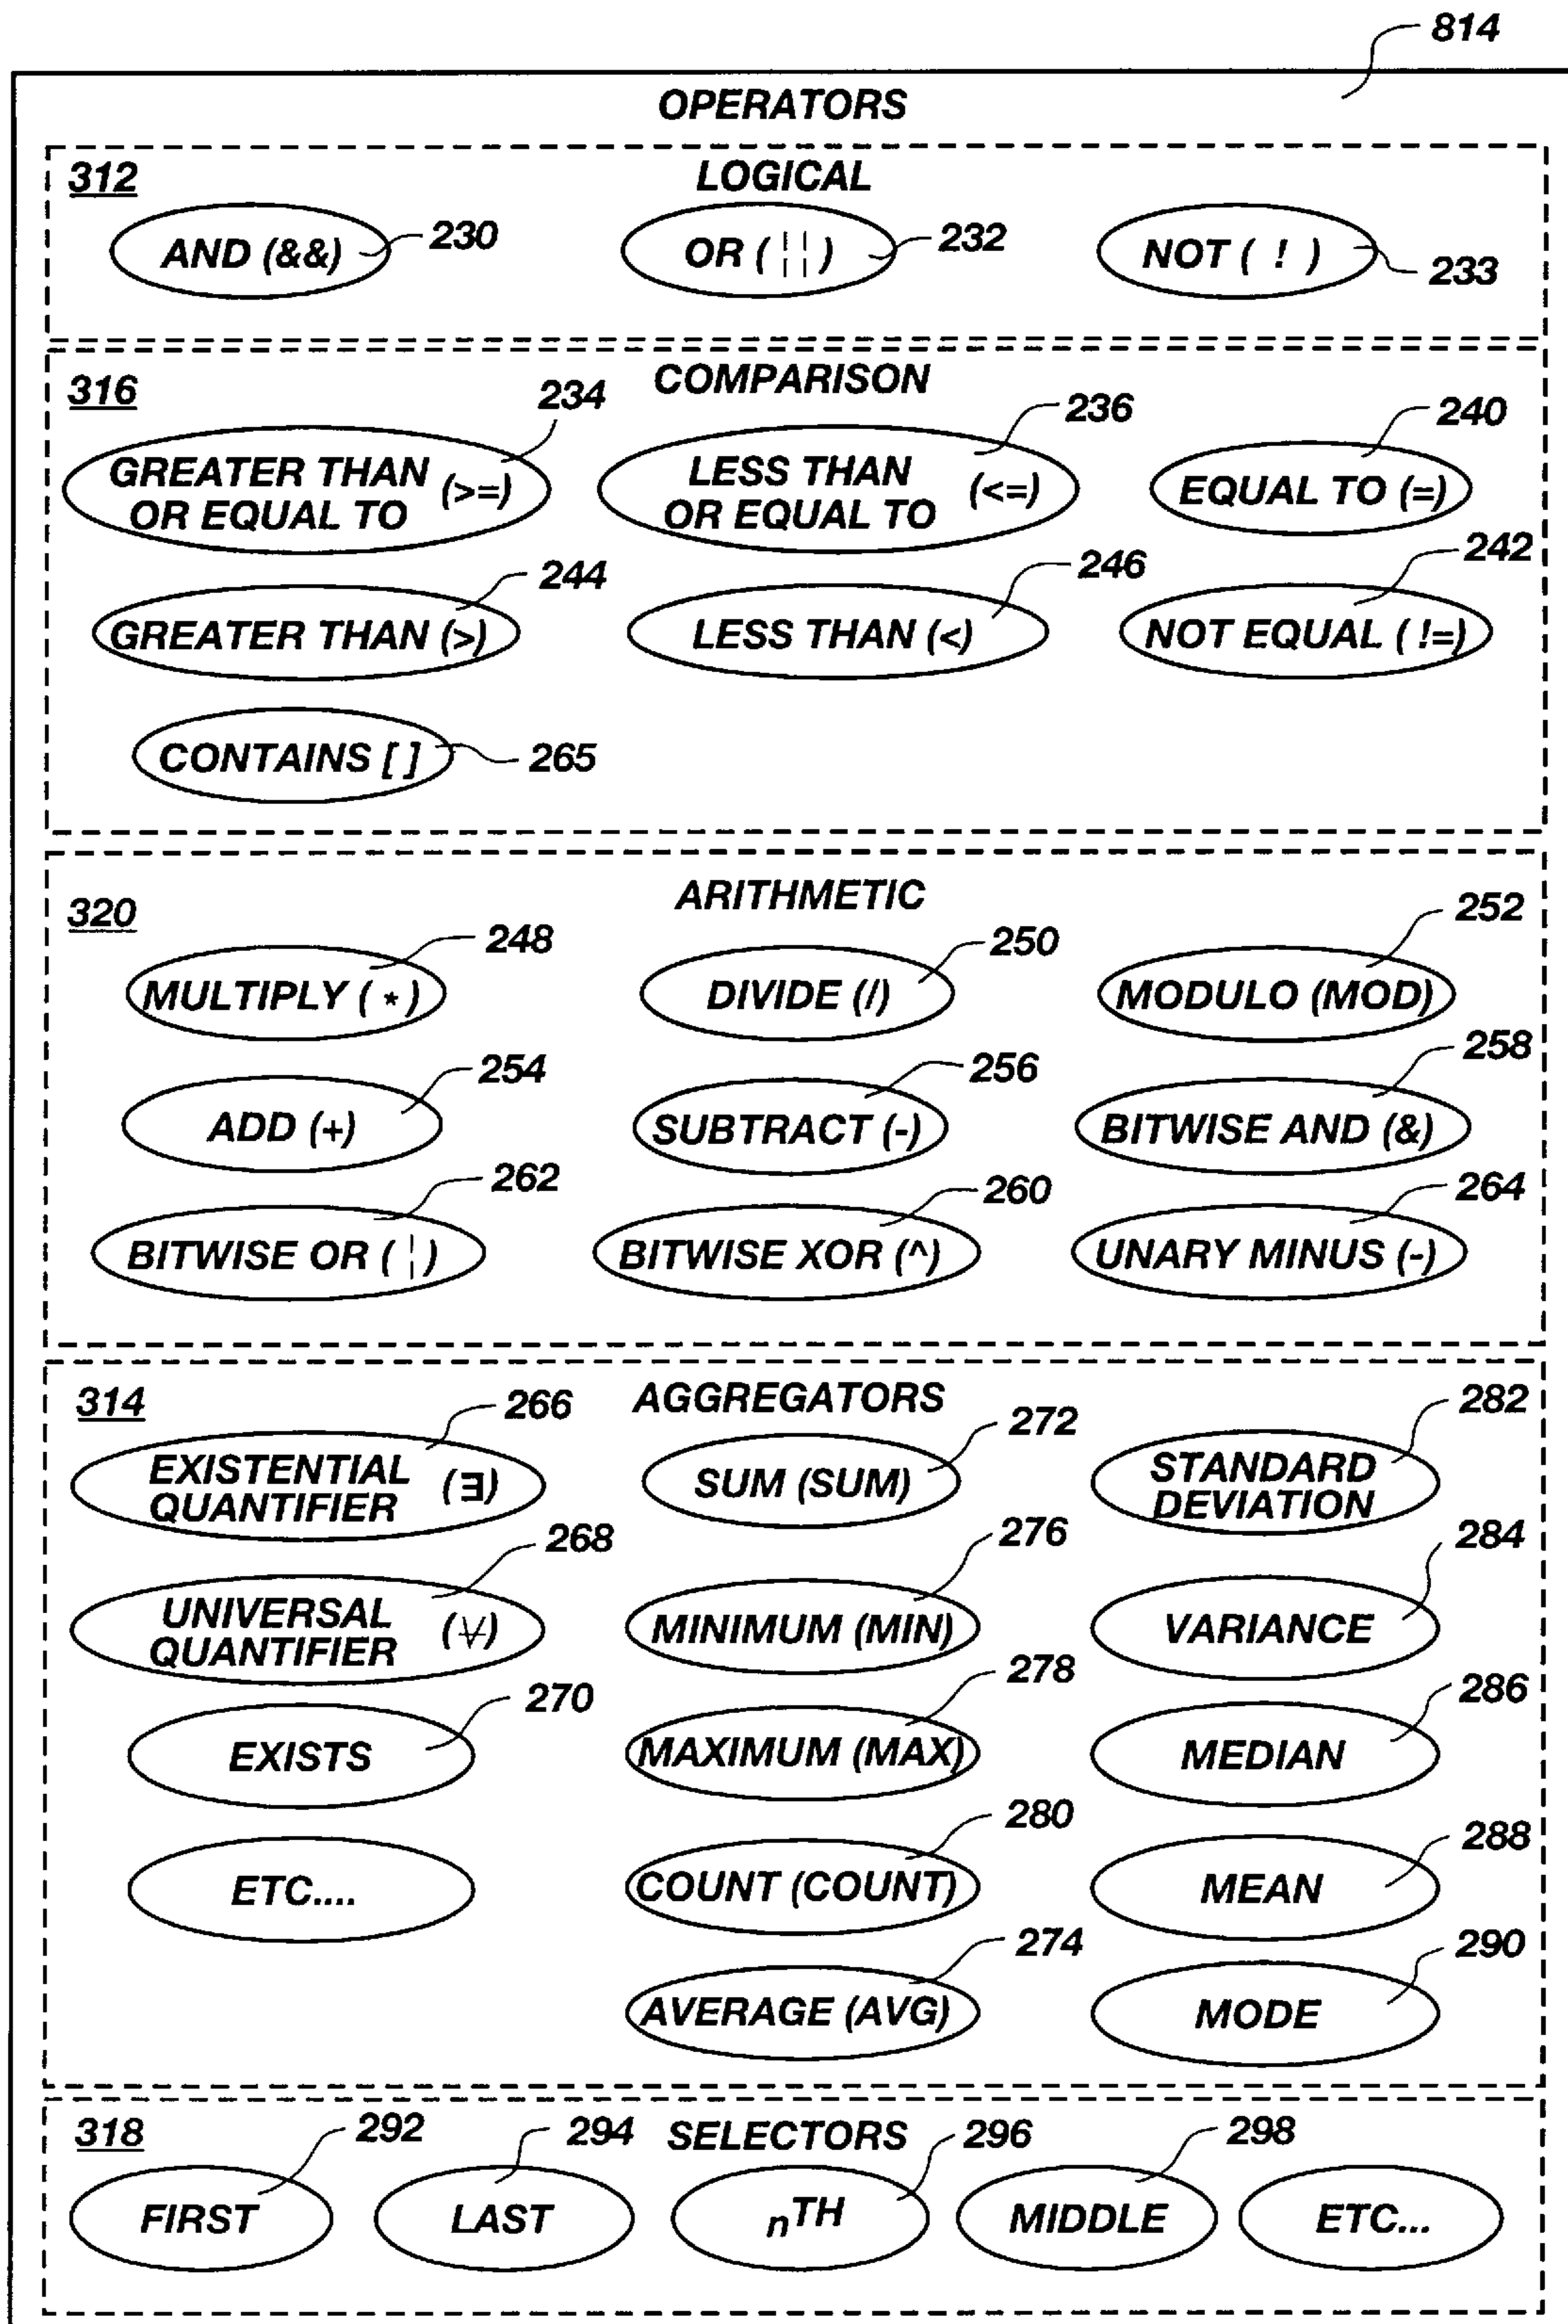 814
OPERATORS
312
LOGICAL
AND (&&)
230
OR ( ¦¦ )
232
NOT ( ! )
233
316
COMPARISON
234
236
240
GREATER THAN
OR EQUAL TO
(>=)
LESS THAN
OR EQUAL TO
(<=)
EQUAL TO (=)
244
246
242
GREATER THAN (>)
LESS THAN (<)
NOT EQUAL ( !=)
CONTAINS [ ]
265
320
ARITHMETIC
248
250
252
MULTIPLY ( * )
DIVIDE (/)
MODULO (MOD)
254
256
258
ADD (+)
SUBTRACT (-)
BITWISE AND (&)
262
260
264
BITWISE OR ( ¦ )
BITWISE XOR (^)
UNARY MINUS (-)
314
AGGREGATORS
266
272
282
EXISTENTIAL
QUANTIFIER
(∃)
SUM (SUM)
STANDARD
DEVIATION
268
276
284
UNIVERSAL
QUANTIFIER
(∀)
MINIMUM (MIN)
VARIANCE
270
278
286
EXISTS
MAXIMUM (MAX)
MEDIAN
280
288
ETC....
COUNT (COUNT)
MEAN
274
290
AVERAGE (AVG)
MODE
318
SELECTORS
292
294
296
298
FIRST
LAST
nTH
MIDDLE
ETC...